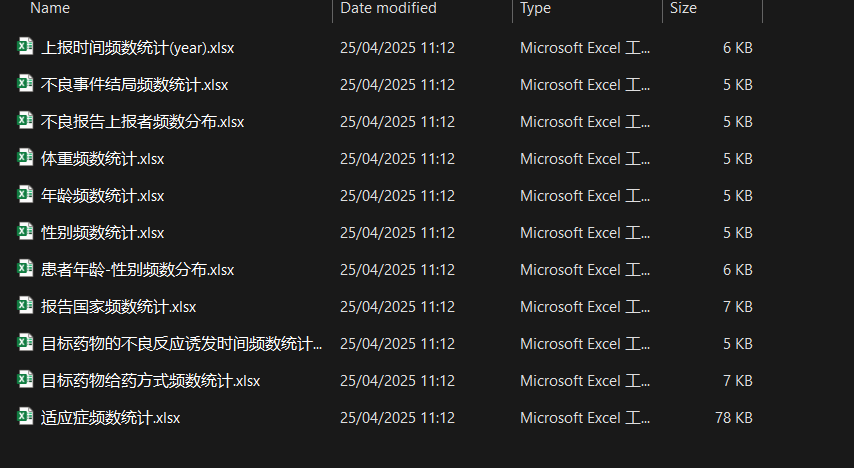 Name Date modified Type Size
上报时间频数统计(year).xlsx 25/04/2025 11:12 Microsoft Excel 工... 6 KB
不良事件结局频数统计.xlsx 25/04/2025 11:12 Microsoft Excel 工... 5 KB
不良报告上报者频数分布.xlsx 25/04/2025 11:12 Microsoft Excel 工... 5 KB
体重频数统计.xlsx 25/04/2025 11:12 Microsoft Excel 工... 5 KB
年龄频数统计.xlsx 25/04/2025 11:12 Microsoft Excel 工... 5 KB
性别频数统计.xlsx 25/04/2025 11:12 Microsoft Excel 工... 5 KB
患者年龄-性别频数分布.xlsx 25/04/2025 11:12 Microsoft Excel 工... 6 KB
报告国家频数统计.xlsx 25/04/2025 11:12 Microsoft Excel 工... 7 KB
目标药物的不良反应诱发时间频数统计... 25/04/2025 11:12 Microsoft Excel 工... 5 KB
目标药物给药方式频数统计.xlsx 25/04/2025 11:12 Microsoft Excel 工... 7 KB
适应症频数统计.xlsx 25/04/2025 11:12 Microsoft Excel 工... 78 KB